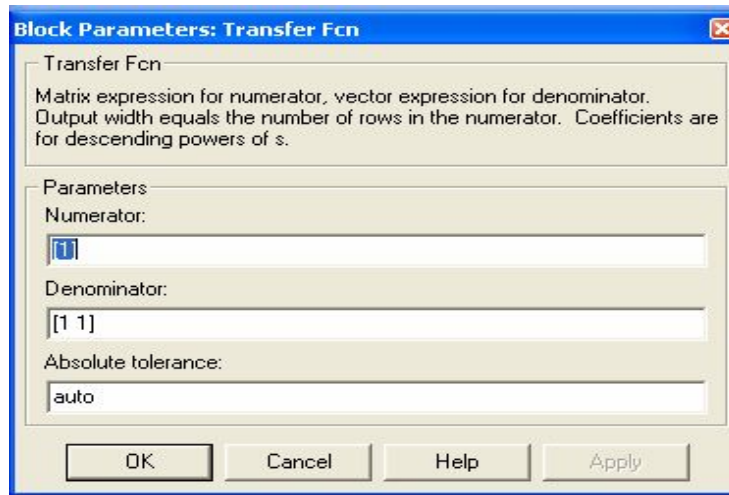 Block Parameters: Transfer Fcn
Transfer Fcn
Matrix expression for numerator, vector expression for denominator.
Output width equals the number of rows in the numerator.  Coefficients are
for descending powers of s.
Parameters
Numerator:
[1]
Denominator:
[1 1]
Absolute tolerance:
auto
OK Cancel Help Apply